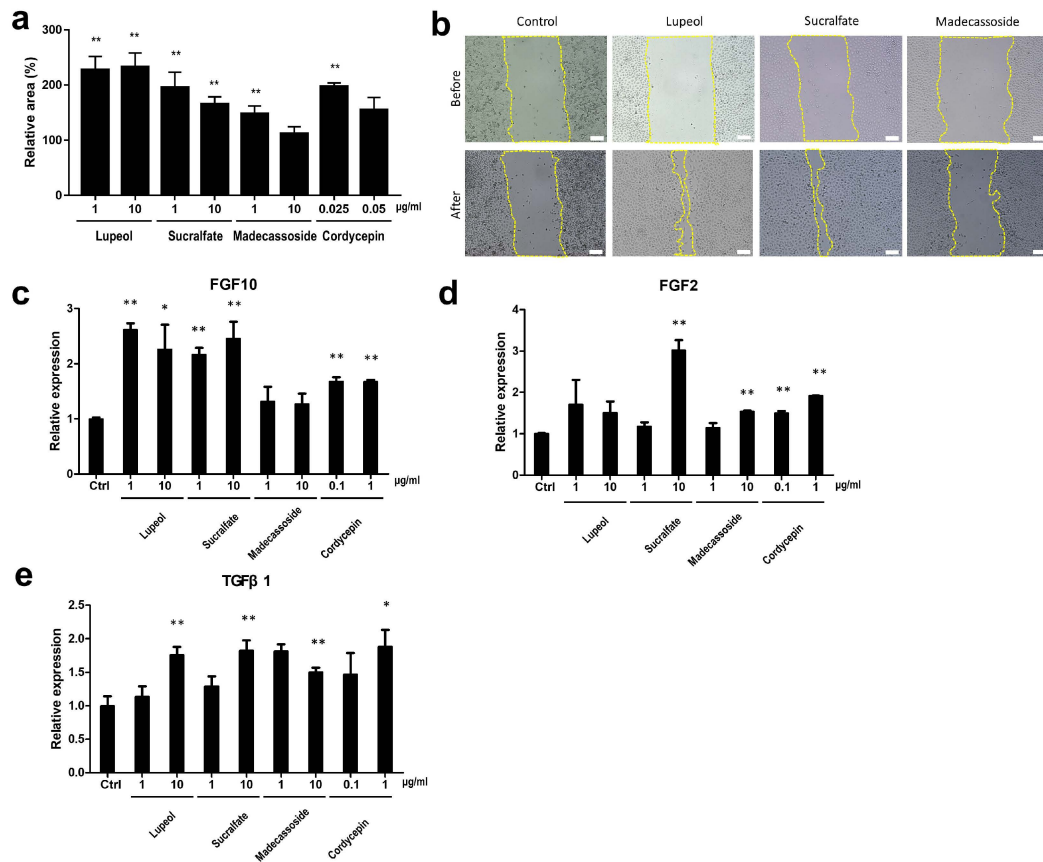 a
Relative area (%)
300
200
100
0
** ** ** ** ** **
1 10 1 10 1 10 0.025 0.05 µg/ml
Lupeol Sucralfate Madecassoside Cordycepin
b
Control Lupeol Sucralfate Madecassoside
Before
After
c
FGF10
Relative expression
3
2
1
0
** * ** ** ** **
Ctrl 1 10 1 10 1 10 0.1 1 µg/ml
Lupeol Sucralfate Madecassoside Cordycepin
d
FGF2
Relative expression
4
3
2
1
0
** ** ** **
Ctrl 1 10 1 10 1 10 0.1 1 µg/ml
Lupeol Sucralfate Madecassoside Cordycepin
e
TGFβ 1
Relative expression
2.5
2.0
1.5
1.0
0.5
0.0
** ** ** *
Ctrl 1 10 1 10 1 10 0.1 1 µg/ml
Lupeol Sucralfate Madecassoside Cordycepin